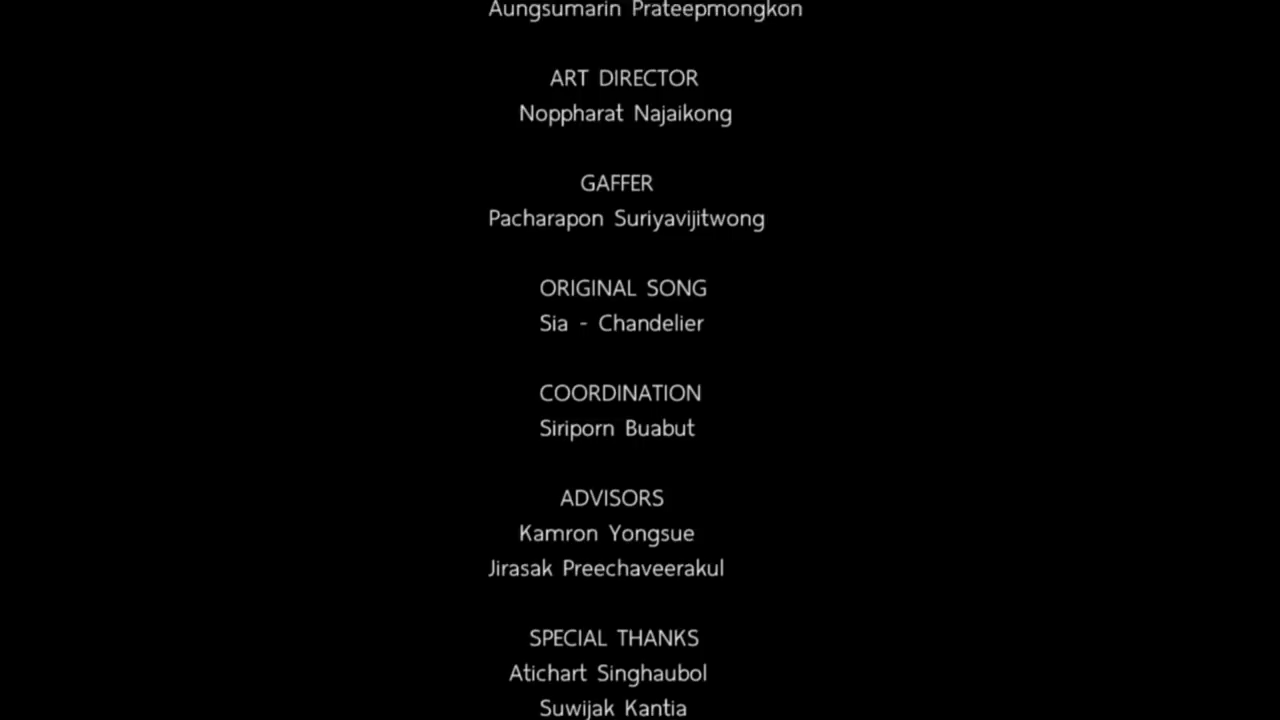 Aungsumarin Prateepmongkon
ART DIRECTOR
Noppharat Najaikong
GAFFER
Pacharapon Suriyavijitwong
ORIGINAL SONG
Sia - Chandelier
COORDINATION
Siriporn Buabut
ADVISORS
Kamron Yongsue
Jirasak Preechaveerakul
SPECIAL THANKS
Atichart Singhaubol
Suwijak Kantia